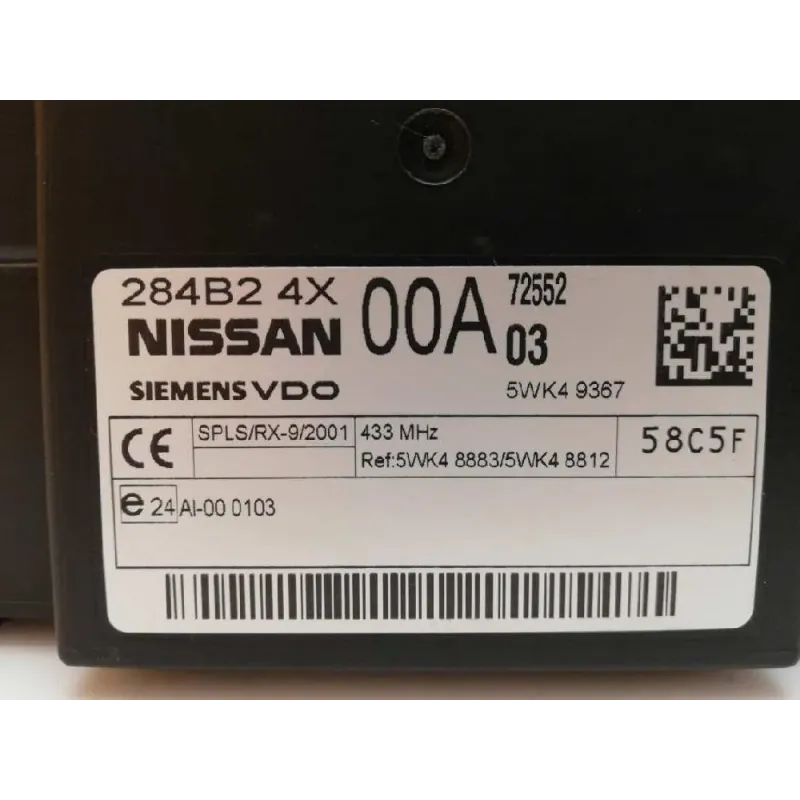 284B2 4X 00A 72552
NISSAN 03
SIEMENS VDO 5WK4 9367
CE SPLS/RX-9/2001 433 MHz 58C5F
Ref:5WK4 8883/5WK4 8812
e 24 AI-00 0103